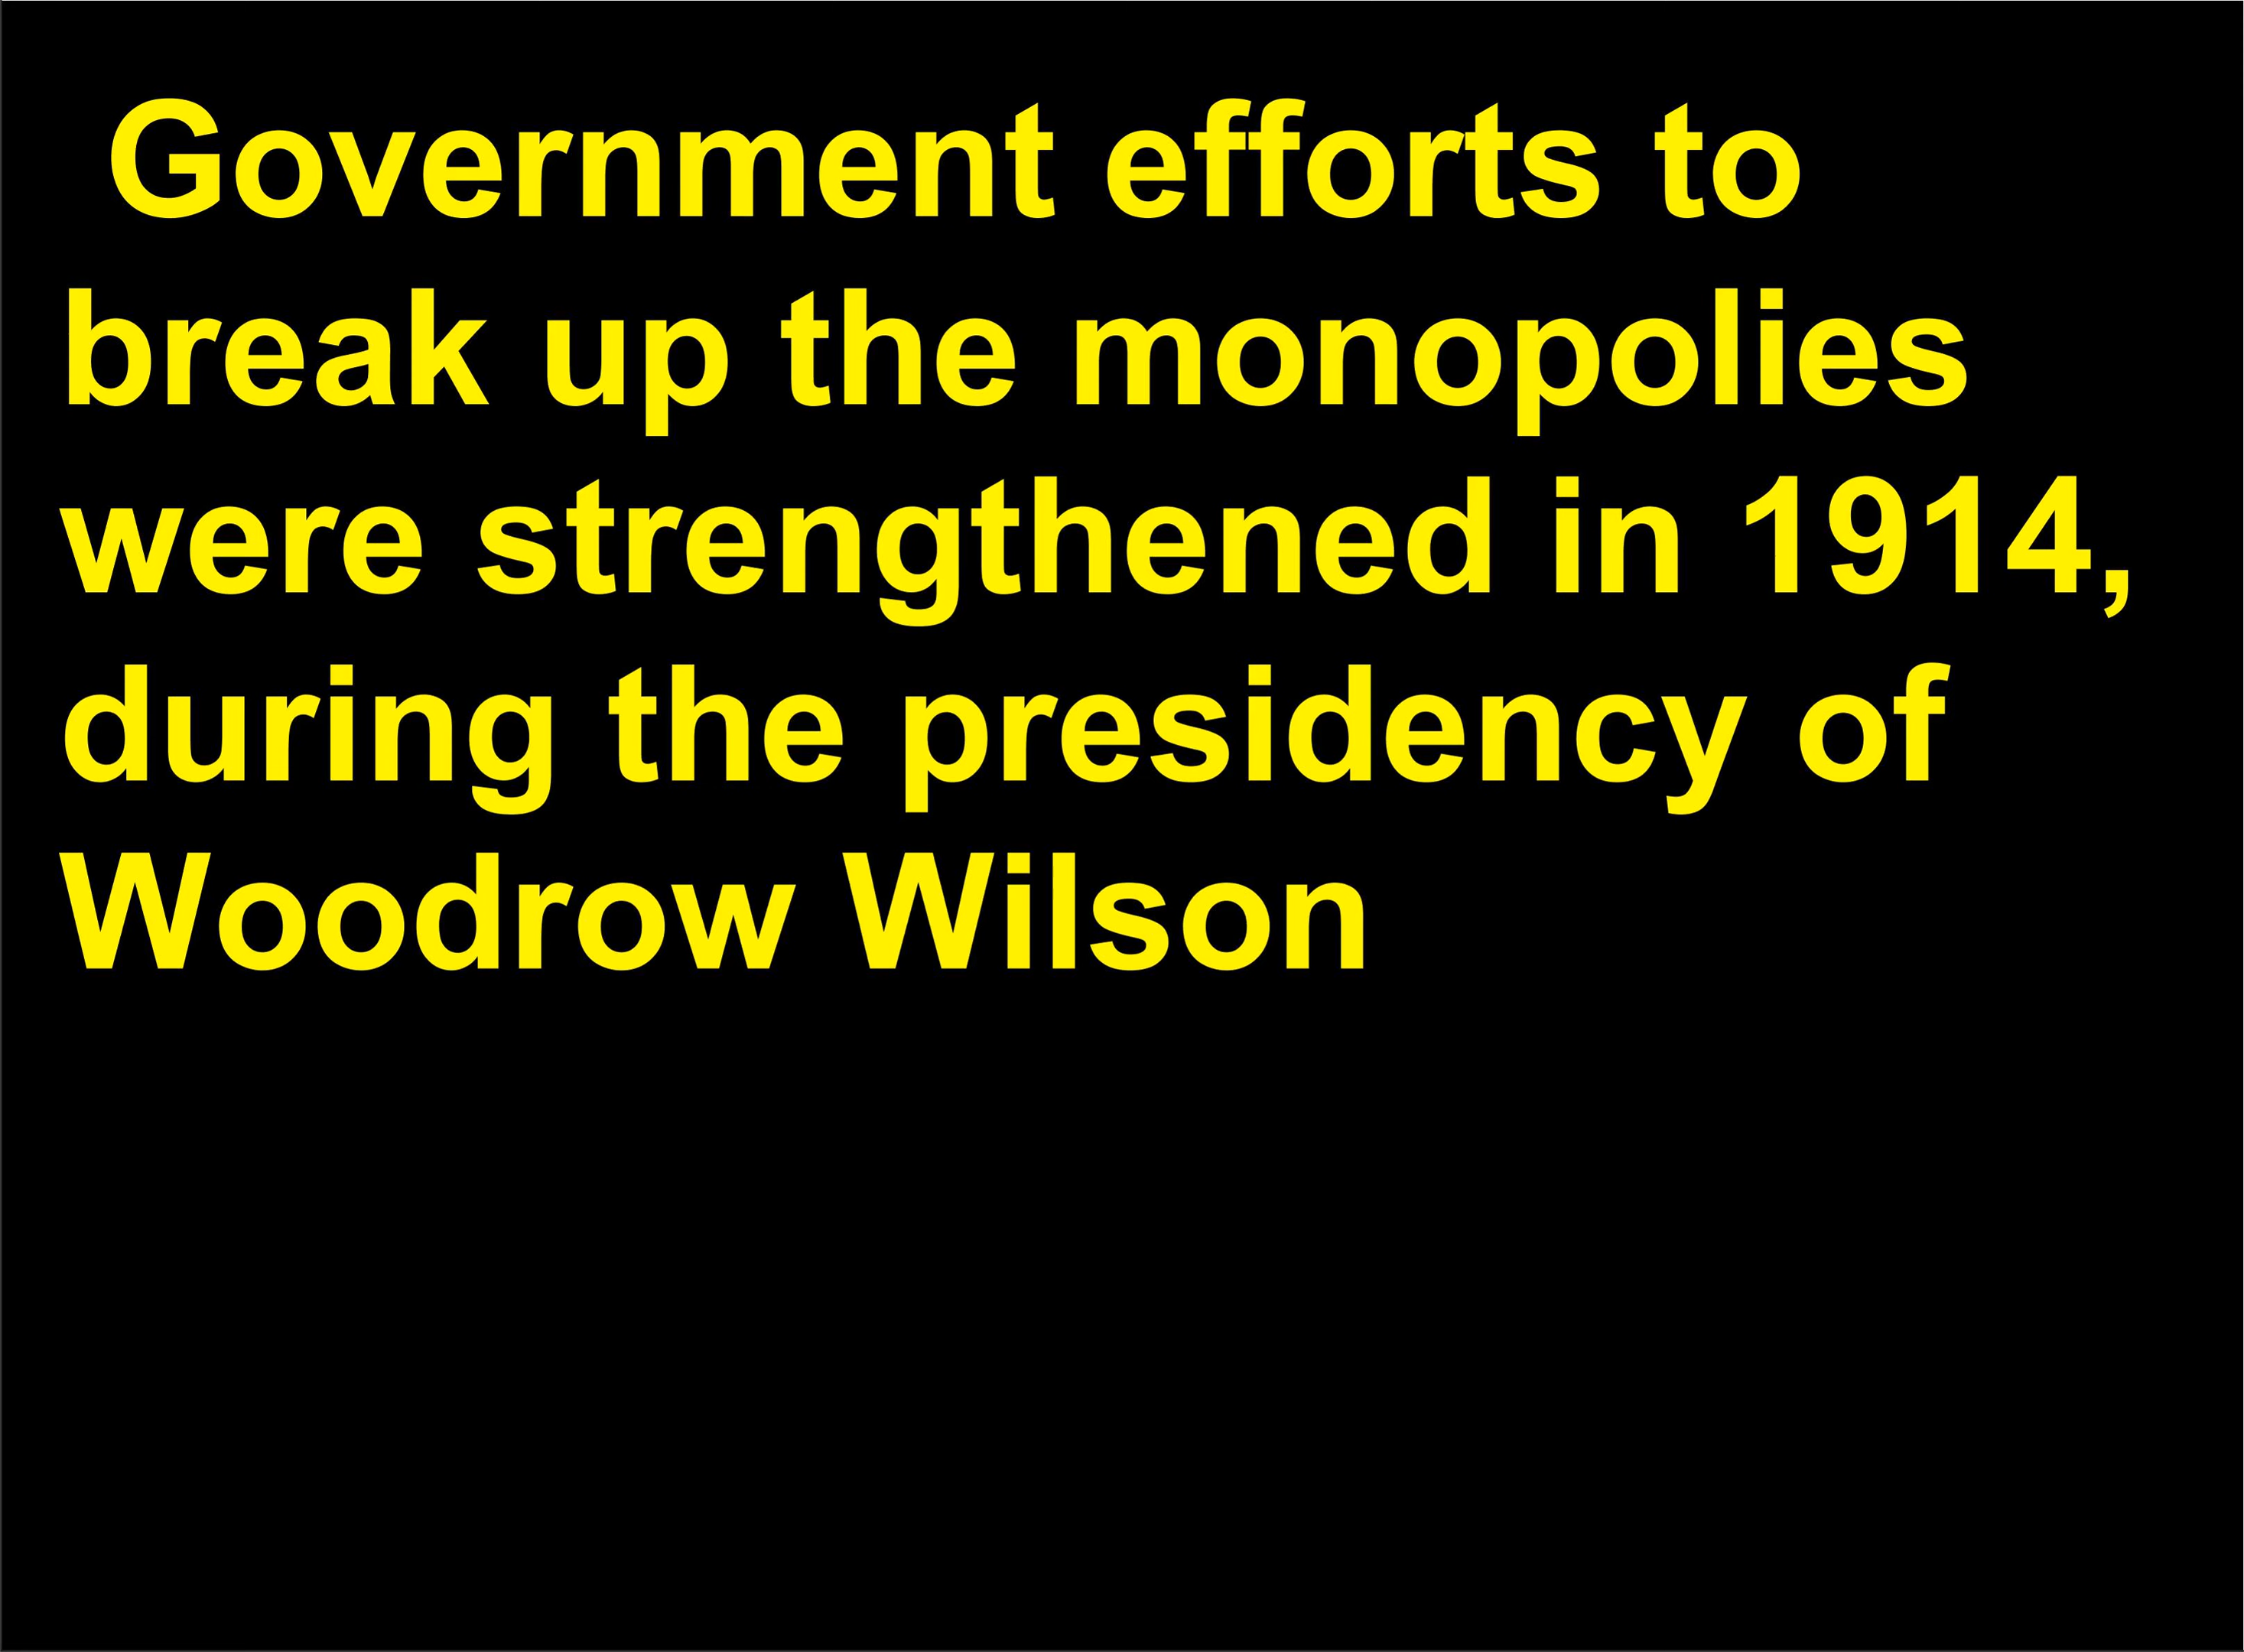 Government efforts to
break up the monopolies
were strengthened in 1914,
during the presidency of
Woodrow Wilson